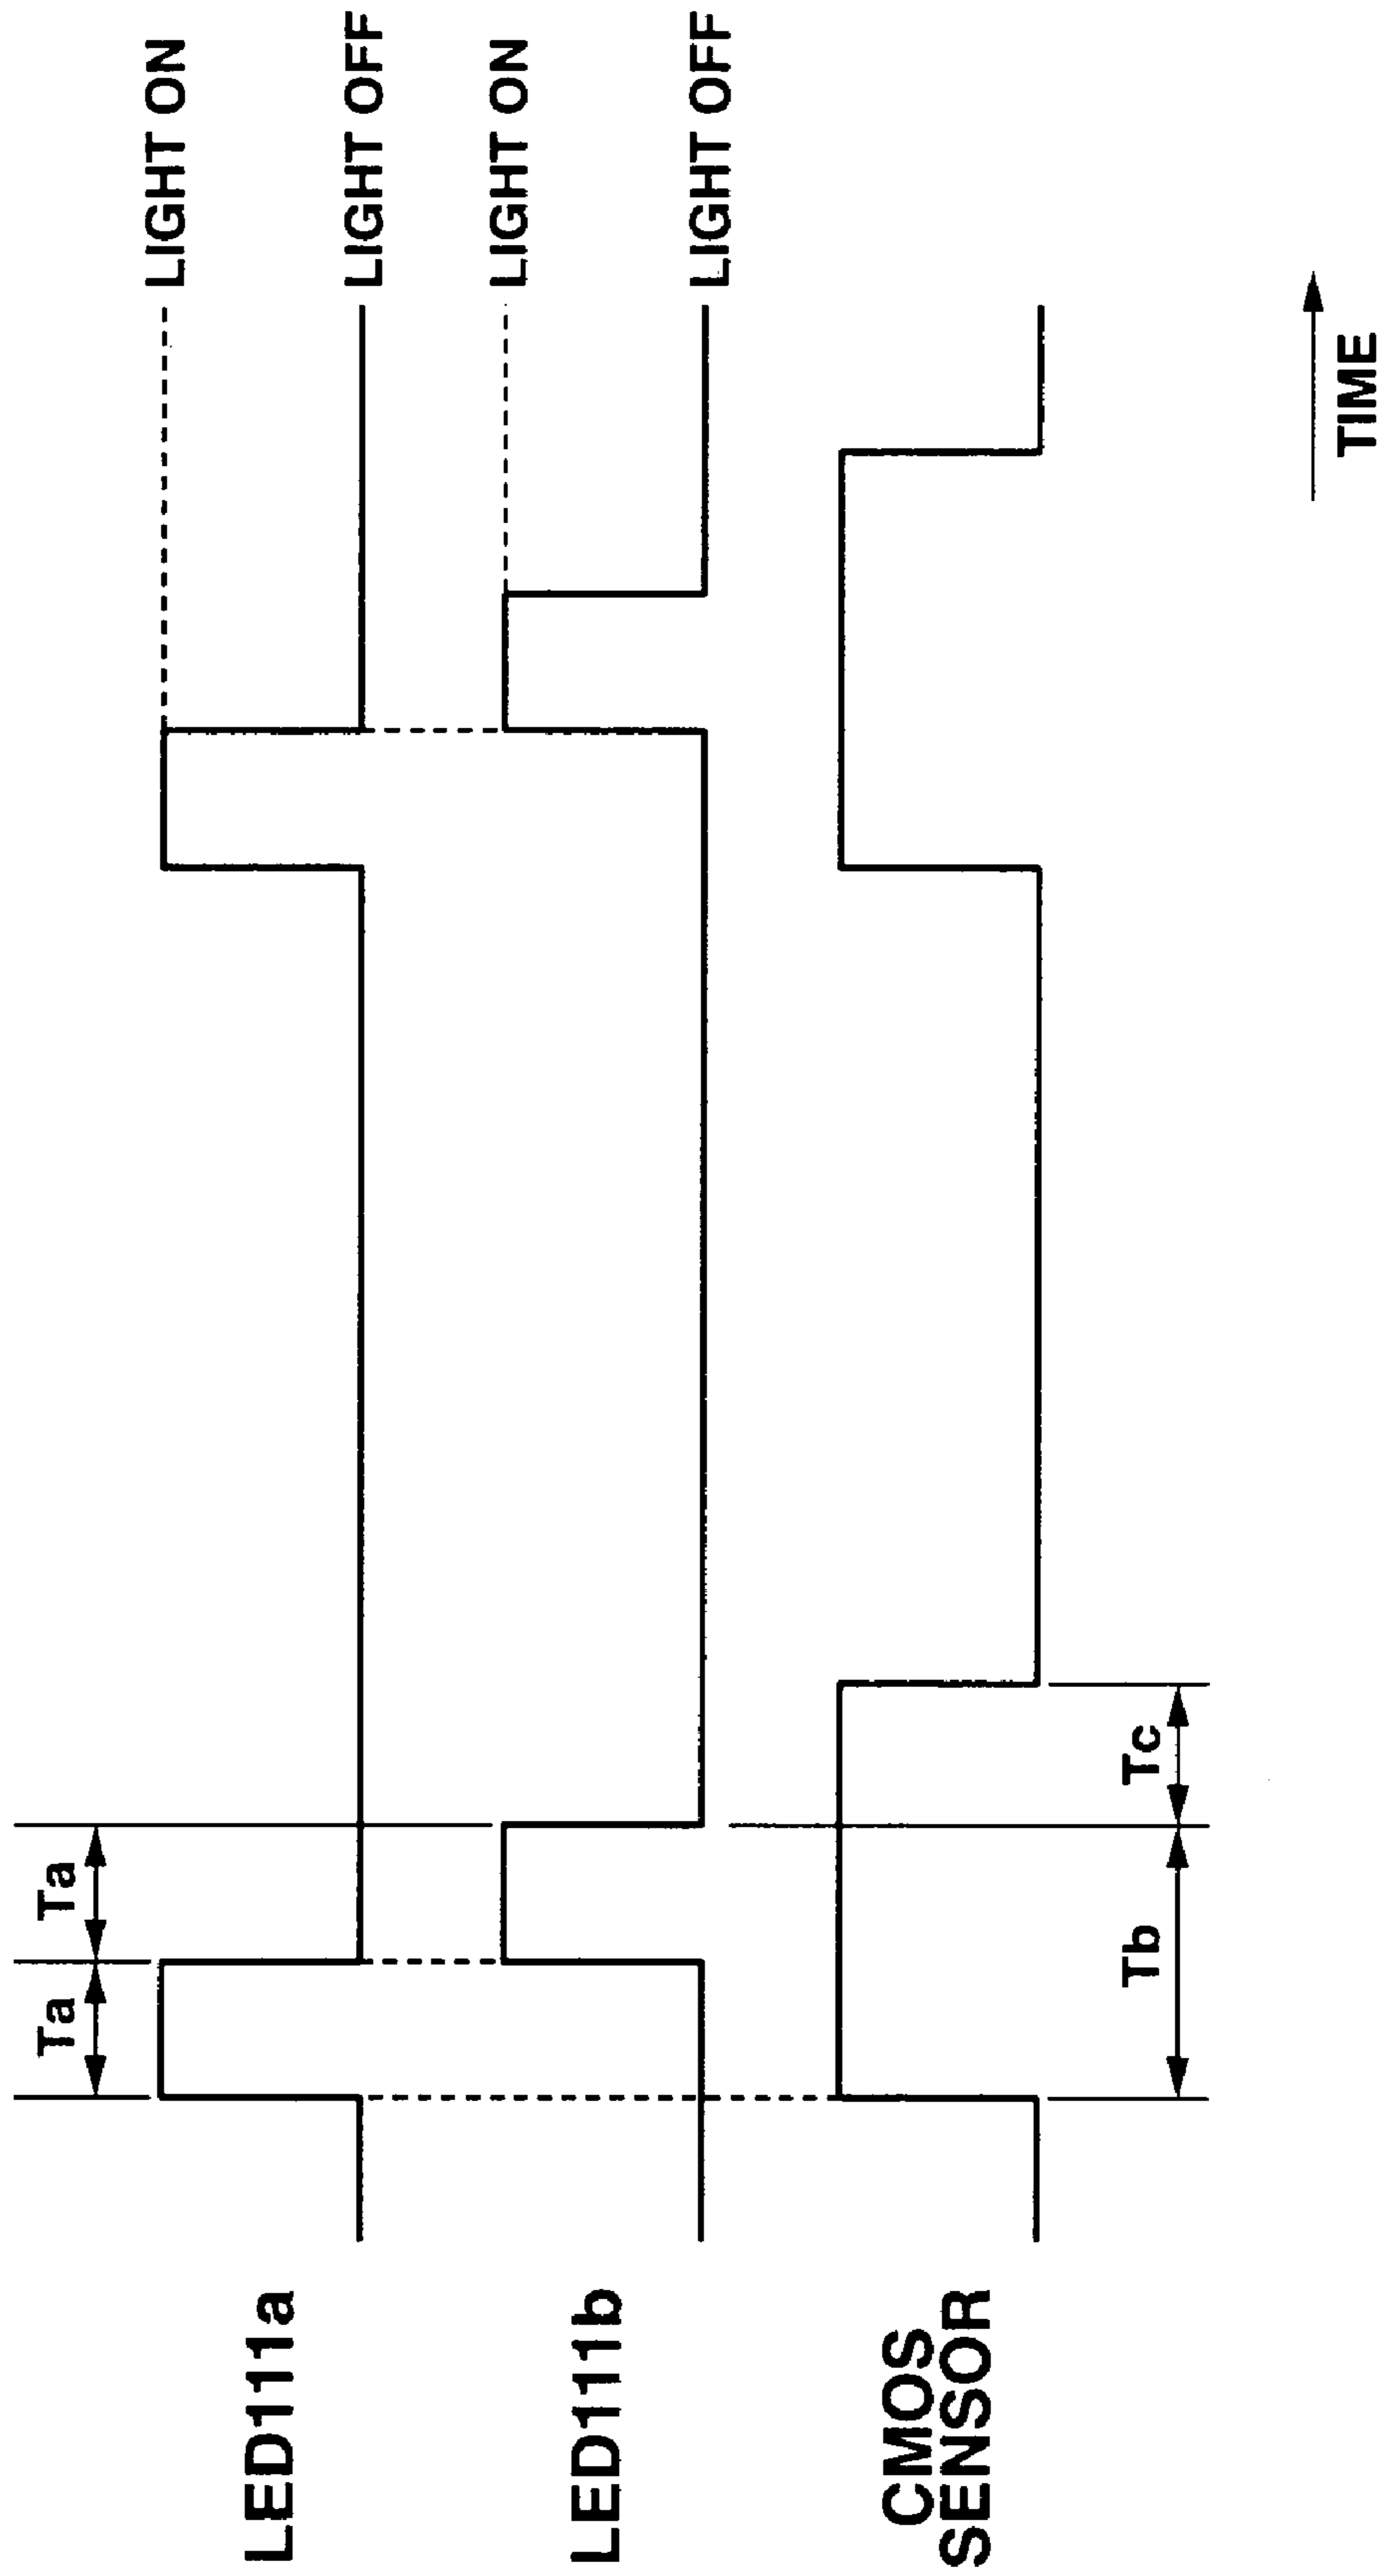 Ta
Ta
LIGHT ON
LED111a
LIGHT OFF
LIGHT ON
LED111b
LIGHT OFF
CMOS
SENSOR
Tb
Tc
TIME